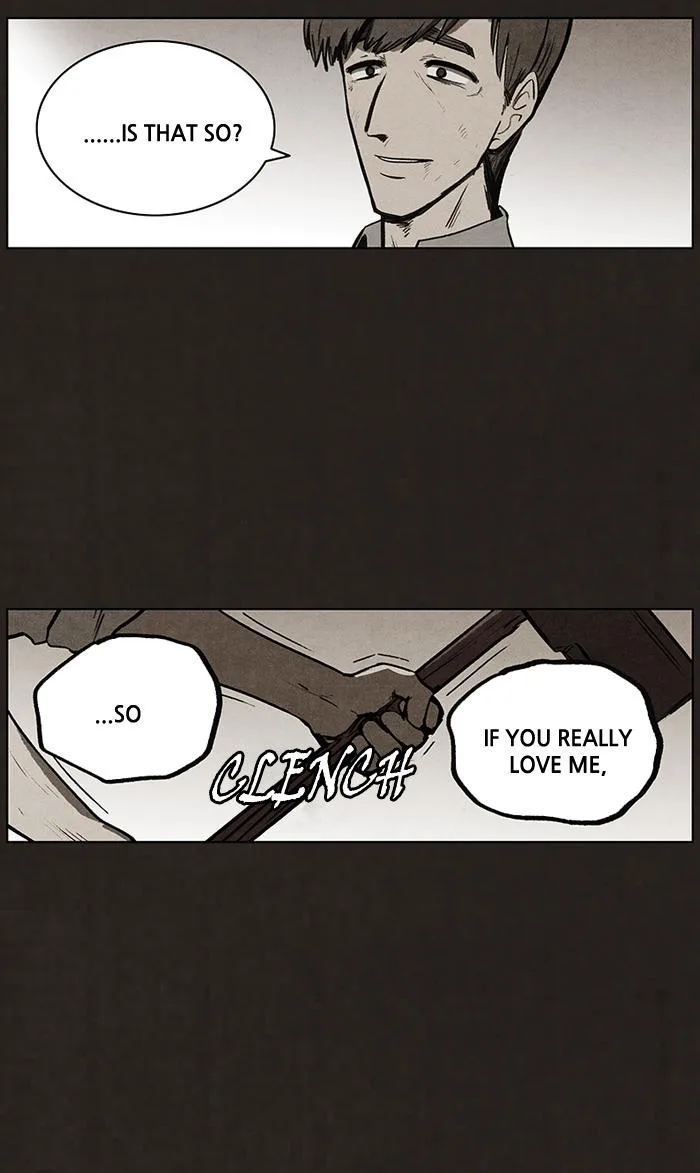 ......IS THAT SO?
...SO
IF YOU REALLY
LOVE ME,
CLENCH